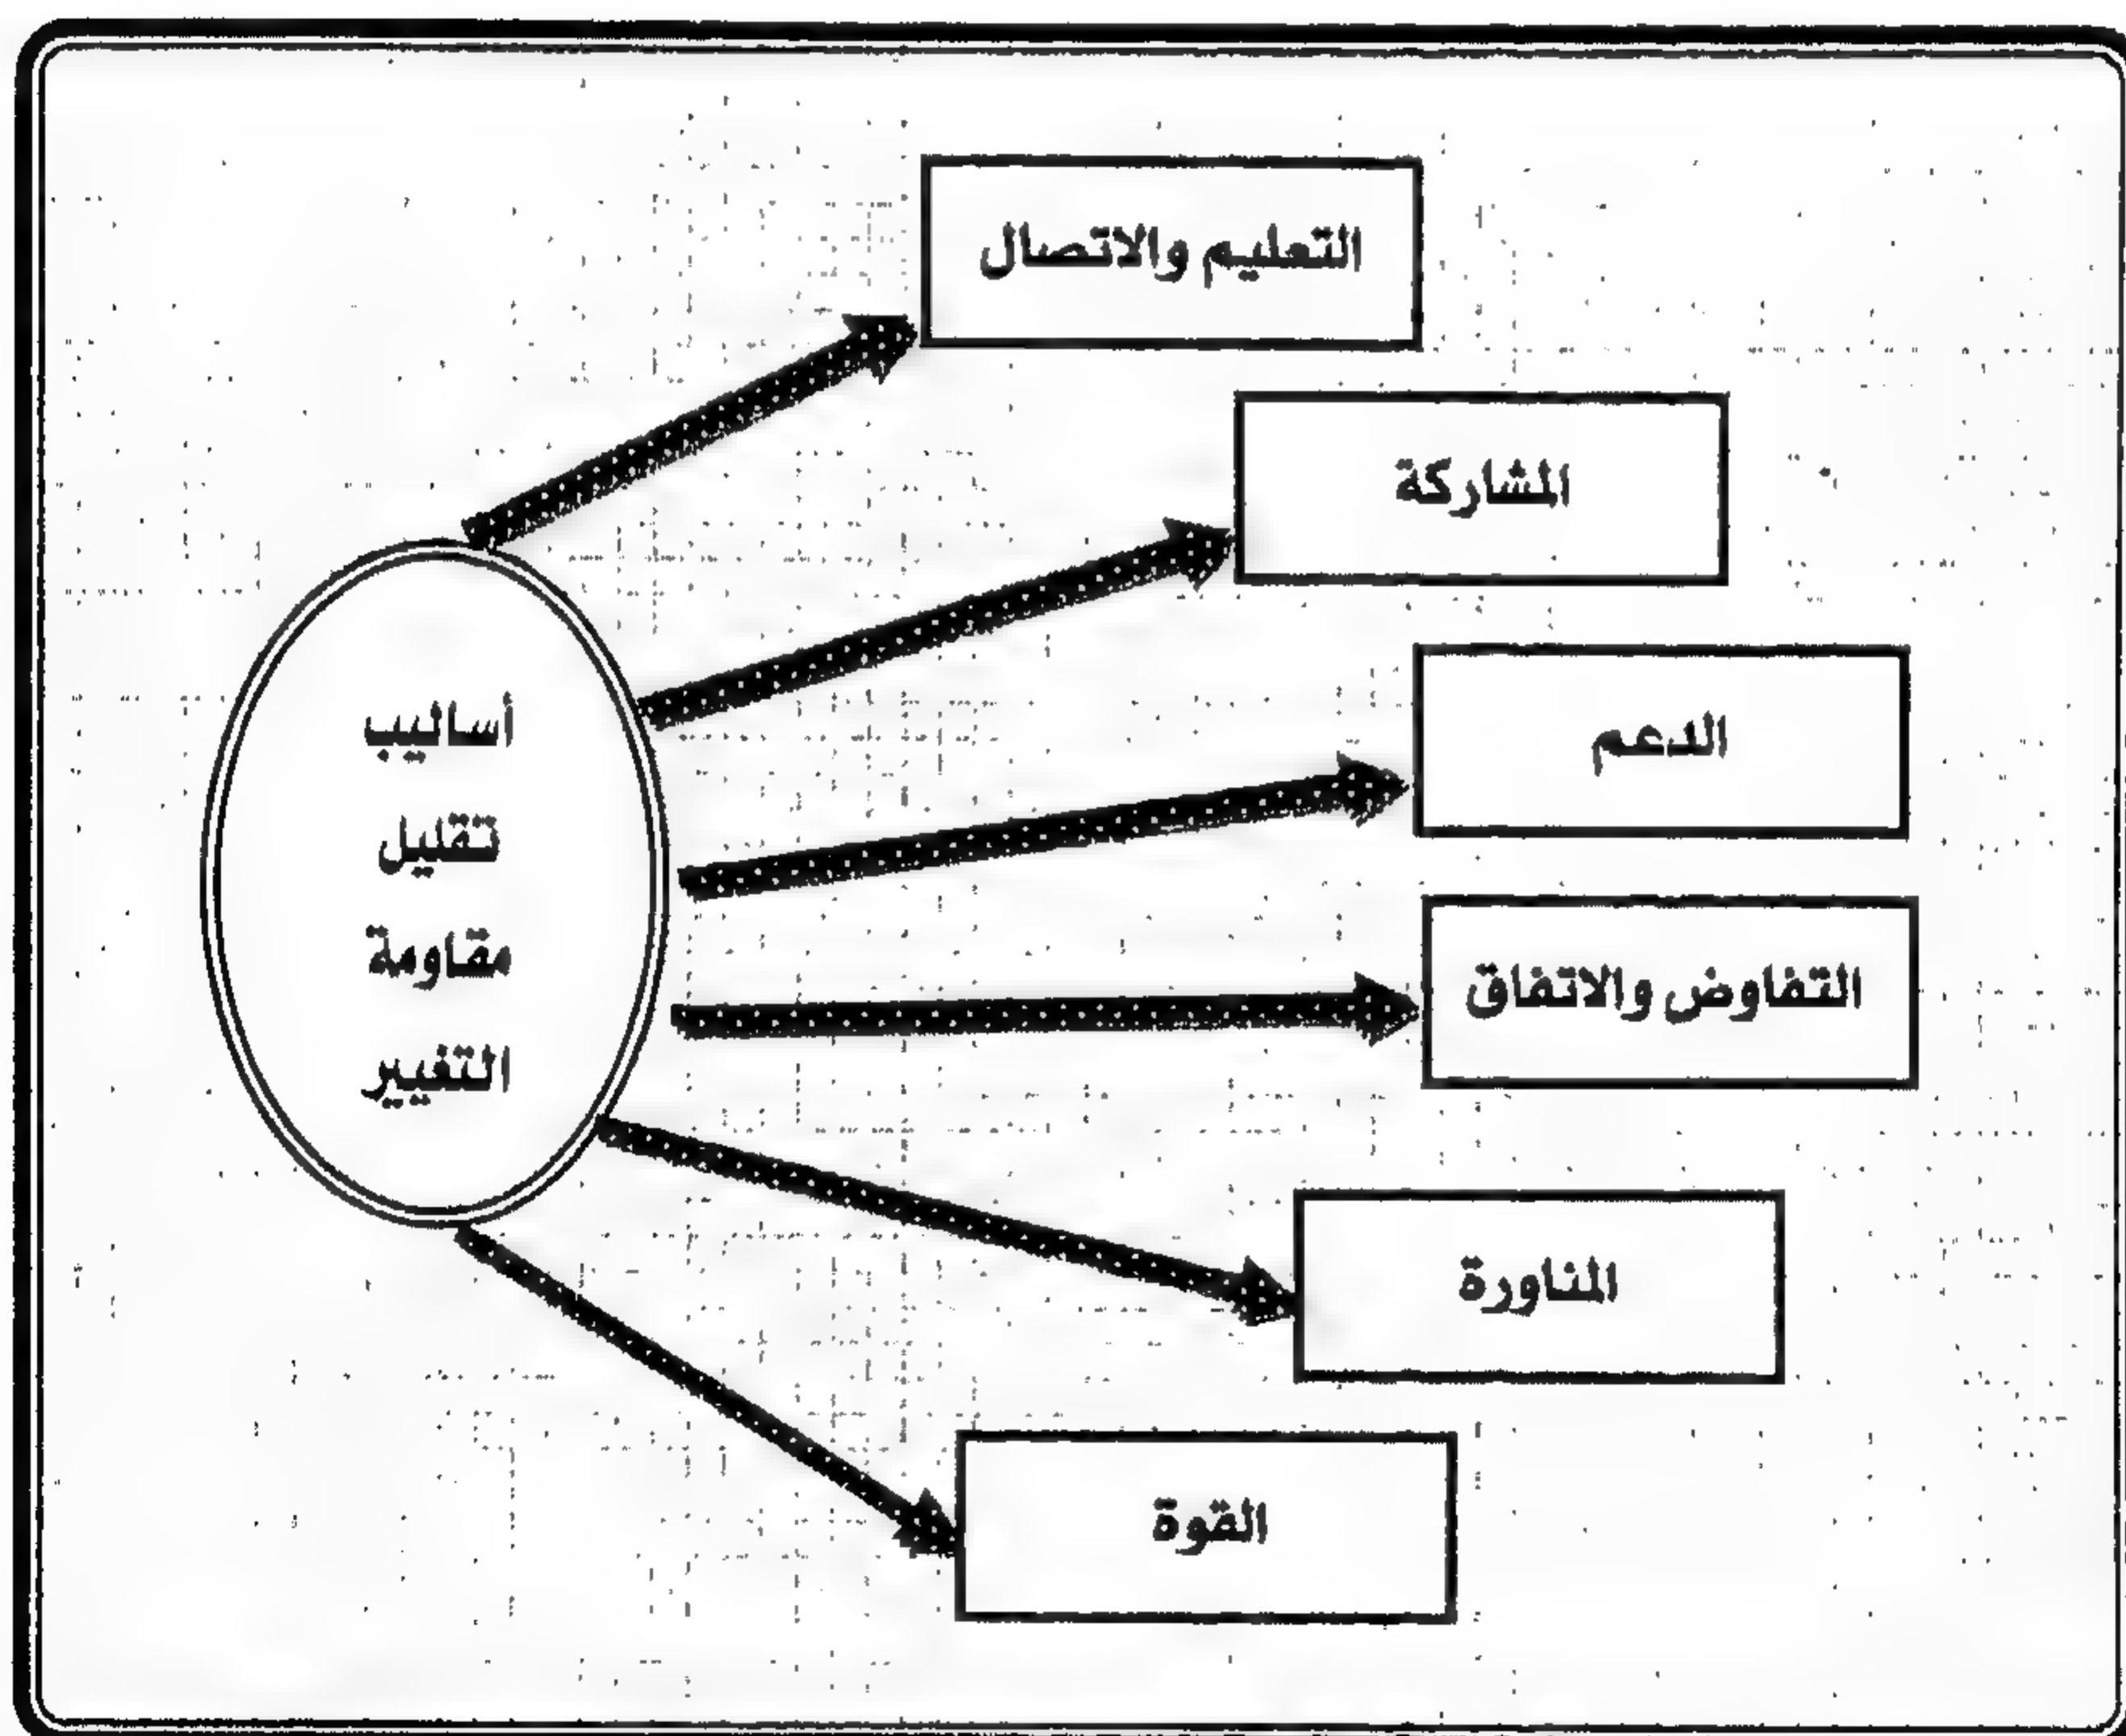 التعليم والاتصال
المشاركة
الدعم
التفاوض والاتفاق
المناورة
القوة
أساليب
تقليل
مقاومة
التغيير